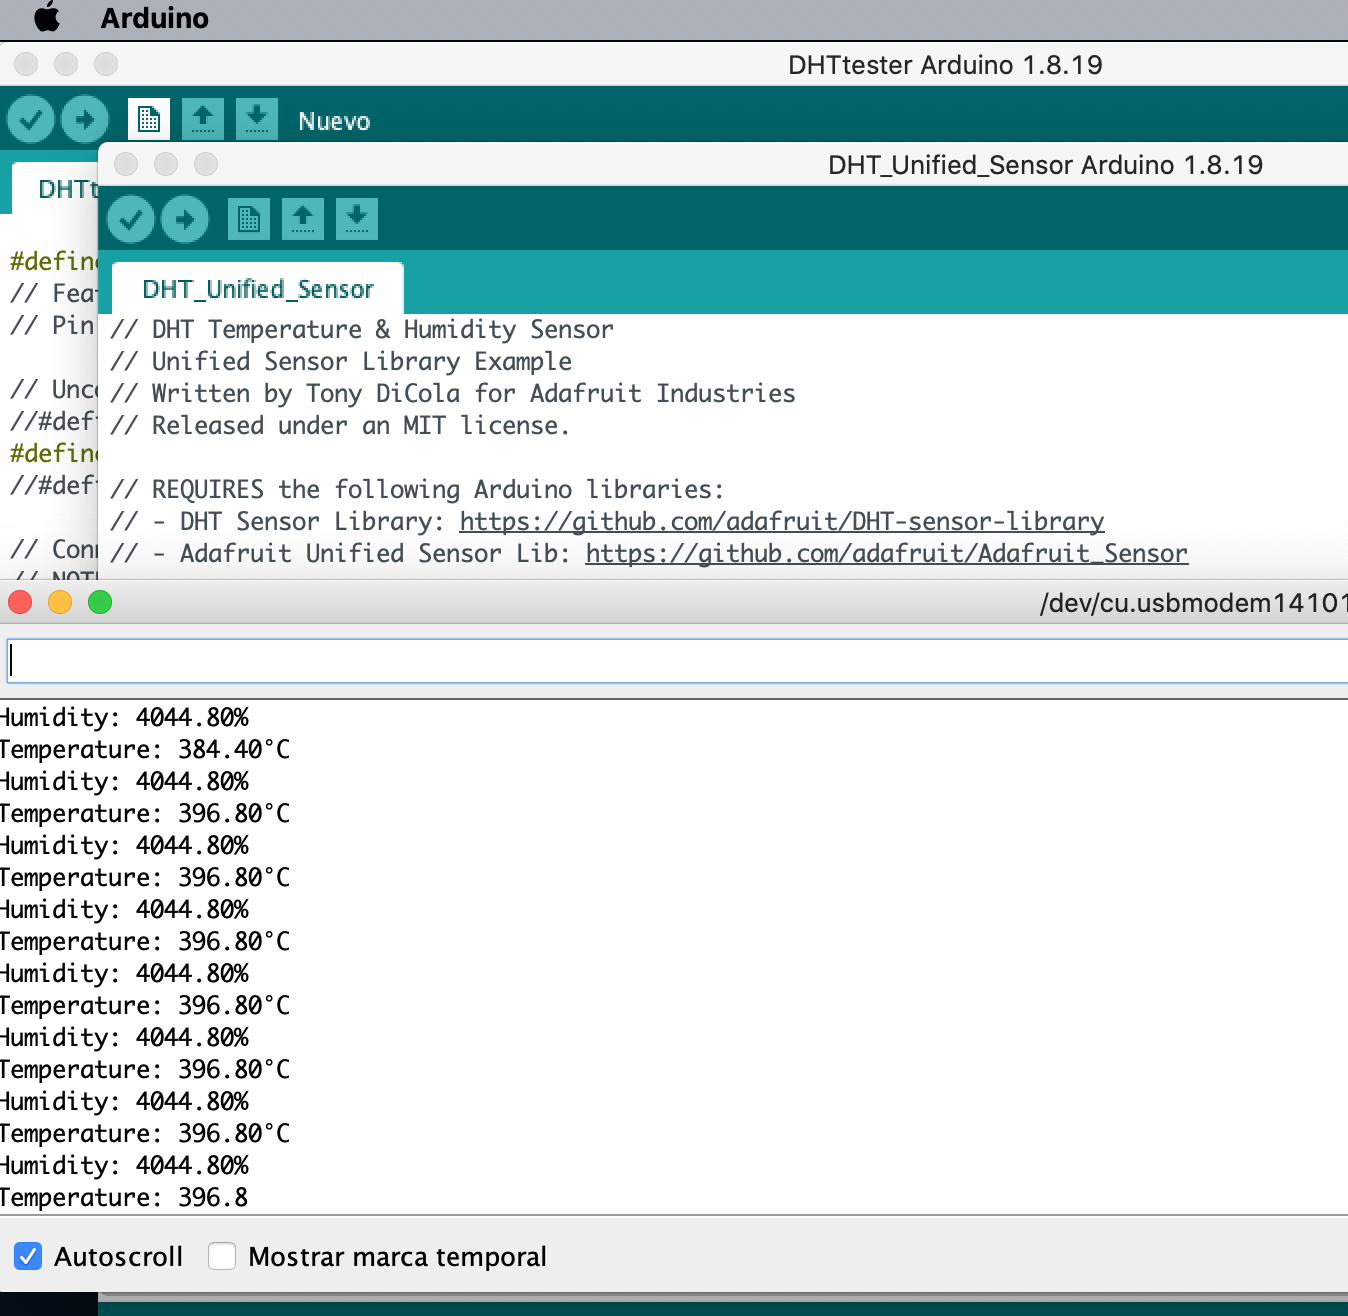 Arduino
DHTtester Arduino 1.8.19
Nuevo
DHT_Unified_Sensor Arduino 1.8.19
DHTt
DHT_Unified_Sensor
#define
// Feat
// Pin
// Unco
//#def
#define
//#def
// Conn
// NOTE
// DHT Temperature & Humidity Sensor
// Unified Sensor Library Example
// Written by Tony DiCola for Adafruit Industries
// Released under an MIT license.
// REQUIRES the following Arduino libraries:
// - DHT Sensor Library: https://github.com/adafruit/DHT-sensor-library
// - Adafruit Unified Sensor Lib: https://github.com/adafruit/Adafruit_Sensor
/dev/cu.usbmodem14101
Humidity: 4044.80%
Temperature: 384.40°C
Humidity: 4044.80%
Temperature: 396.80°C
Humidity: 4044.80%
Temperature: 396.80°C
Humidity: 4044.80%
Temperature: 396.80°C
Humidity: 4044.80%
Temperature: 396.80°C
Humidity: 4044.80%
Temperature: 396.80°C
Humidity: 4044.80%
Temperature: 396.80°C
Humidity: 4044.80%
Temperature: 396.8
Autoscroll
Mostrar marca temporal